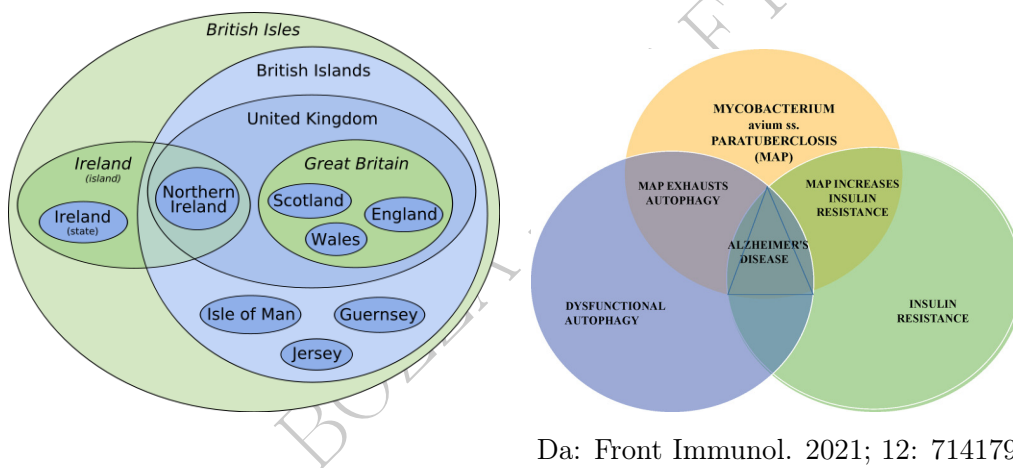 British Isles
British Islands
United Kingdom
Great Britain
Ireland
(island)
Northern
Ireland
Scotland
England
Wales
Ireland
(state)
Isle of Man
Guernsey
Jersey
MYCOBACTERIUM
avium ss.
PARATUBERCLOSIS
(MAP)
MAP EXHAUSTS
AUTOPHAGY
MAP INCREASES
INSULIN
RESISTANCE
ALZHEIMER'S
DISEASE
DYSFUNCTIONAL
AUTOPHAGY
INSULIN
RESISTANCE
Da: Front Immunol. 2021; 12: 714179